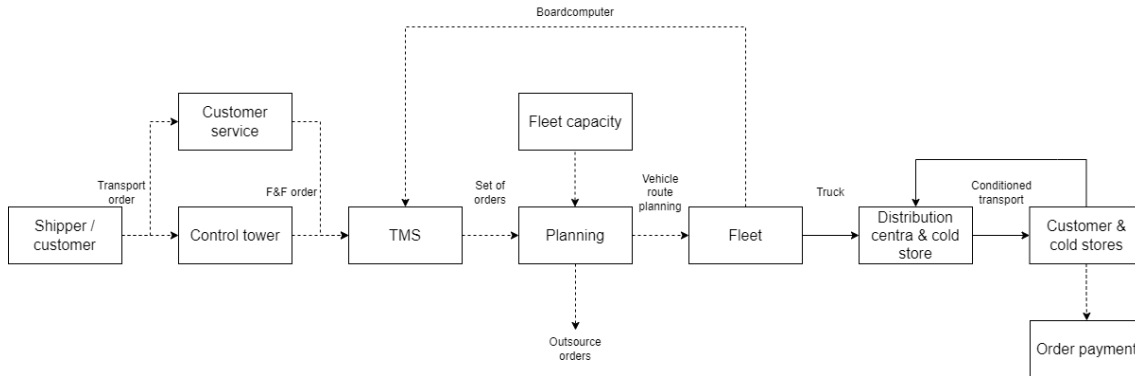 Boardcomputer
Customer
service
Fleet capacity
Transport
order
F&F order
Set of
orders
Vehicle
route
planning
Truck
Conditioned
transport
Shipper /
customer
Control tower
TMS
Planning
Fleet
Distribution
centra & cold
store
Customer &
cold stores
Outsource
orders
Order payment